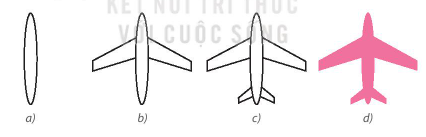 KẾT NỐI TRI THỨC
VỚI CUỘC SỐNG
a) b) c) d)